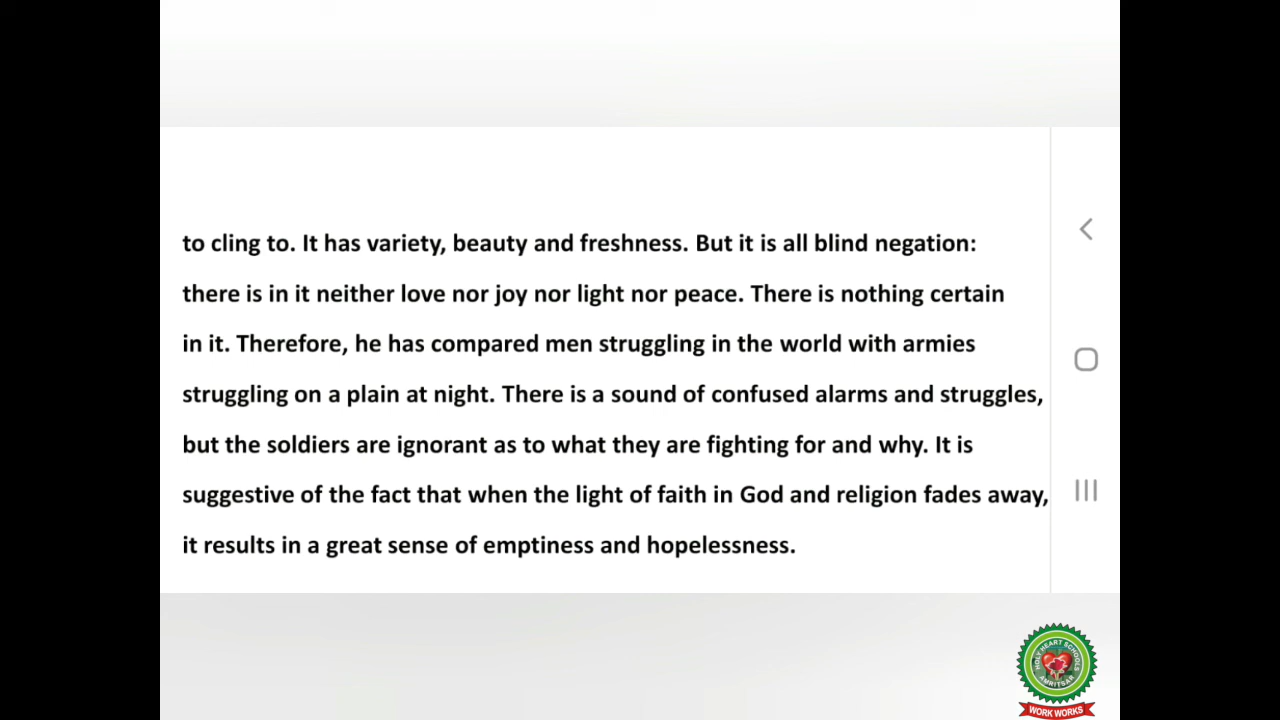 to cling to. It has variety, beauty and freshness. But it is all blind negation:
there is in it neither love nor joy nor light nor peace. There is nothing certain
in it. Therefore, he has compared men struggling in the world with armies
struggling on a plain at night. There is a sound of confused alarms and struggles,
but the soldiers are ignorant as to what they are fighting for and why. It is
suggestive of the fact that when the light of faith in God and religion fades away,
it results in a great sense of emptiness and hopelessness.
HOLY HEART SCHOOLS
AMRITSAR
WORK WORKS